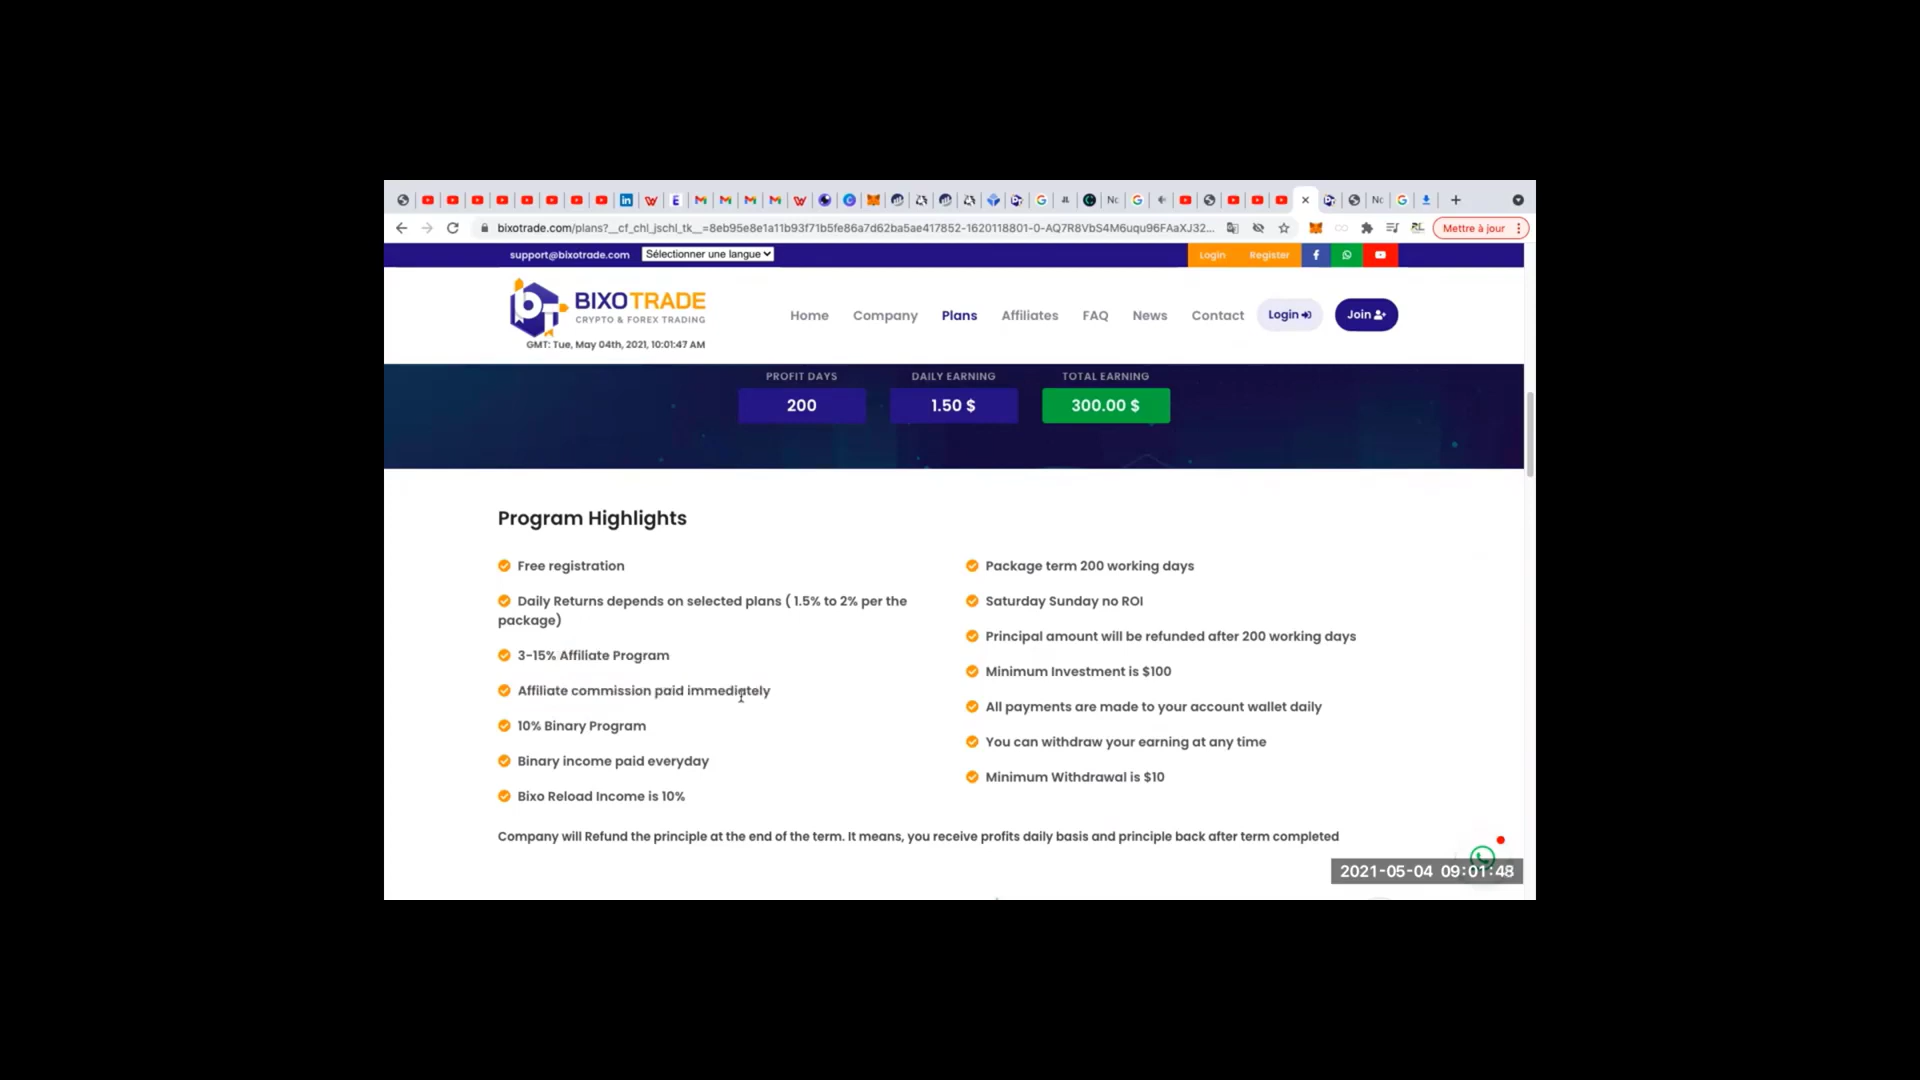 bixotrade.com/plans?__cf_chl_jschl_tk__=8eb95e8e1a11b93f71b5fe86a7d62ba5ae417852-1620118801-0-AQ7R8VbS4M6uqu96FAaXJ32...
Mettre à jour
support@bixotrade.com
Sélectionner une langue
Login
Register
BIXOTRADE
CRYPTO & FOREX TRADING
GMT: Tue, May 04th, 2021, 10:01:47 AM
Home
Company
Plans
Affiliates
FAQ
News
Contact
Login
Join
PROFIT DAYS
DAILY EARNING
TOTAL EARNING
200
1.50 $
300.00 $
Program Highlights
Free registration
Daily Returns depends on selected plans ( 1.5% to 2% per the
package)
3-15% Affiliate Program
Affiliate commission paid immediately
10% Binary Program
Binary income paid everyday
Bixo Reload Income is 10%
Package term 200 working days
Saturday Sunday no ROI
Principal amount will be refunded after 200 working days
Minimum Investment is $100
All payments are made to your account wallet daily
You can withdraw your earning at any time
Minimum Withdrawal is $10
Company will Refund the principle at the end of the term. It means, you receive profits daily basis and principle back after term completed
2021-05-04 09:01:48